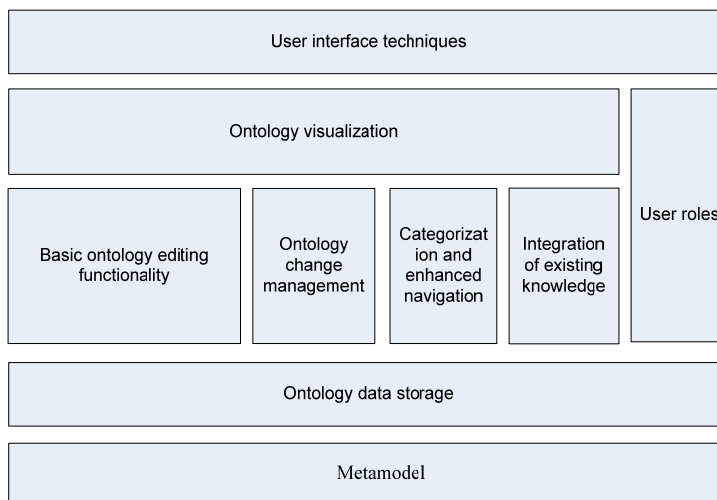 User interface techniques
Ontology visualization
User roles
Basic ontology editing
functionality
Ontology
change
management
Categorizat
ion and
enhanced
navigation
Integration
of existing
knowledge
Ontology data storage
Metamodel